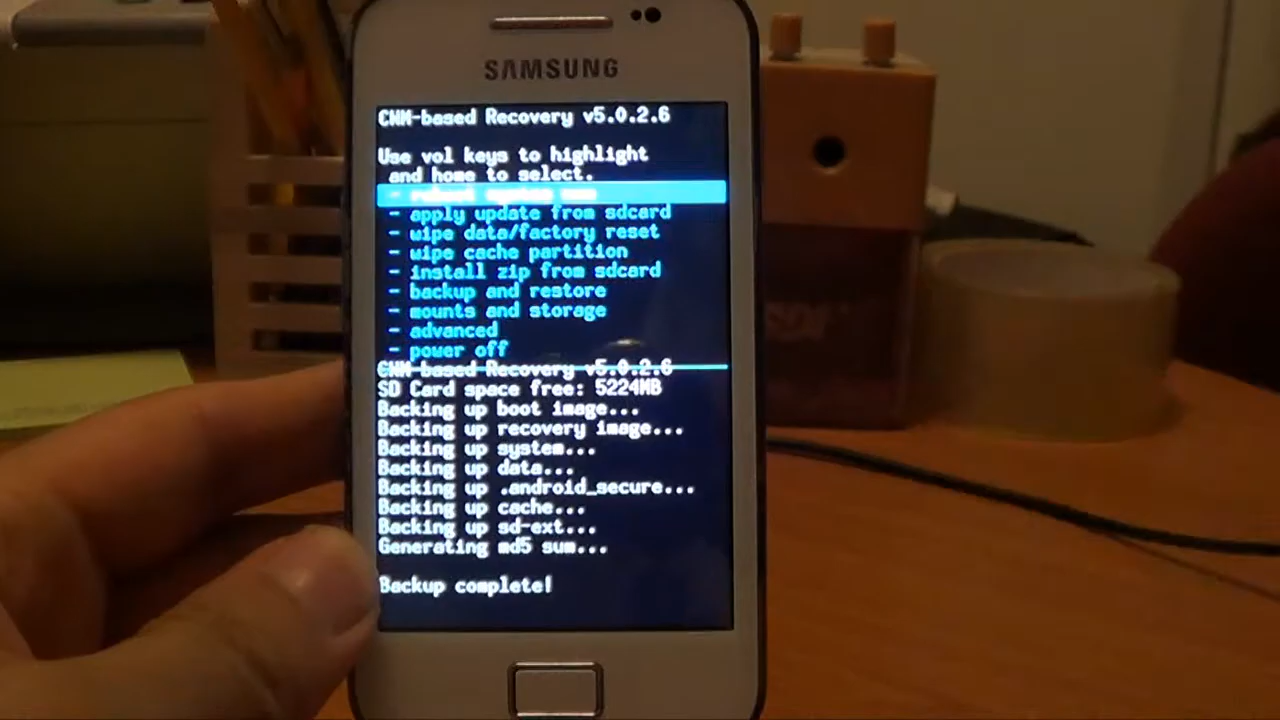 SAMSUNG
CWM-based Recovery v5.0.2.6
Use vol keys to highlight
and home to select.
- reboot system now
- apply update from sdcard
- wipe data/factory reset
- wipe cache partition
- install zip from sdcard
- backup and restore
- mounts and storage
- advanced
- power off
CWM-based Recovery v5.0.2.6
SD Card space free: 5224MB
Backing up boot image...
Backing up recovery image...
Backing up system...
Backing up data...
Backing up .android_secure...
Backing up cache...
Backing up sd-ext...
Generating md5 sum...
Backup complete!